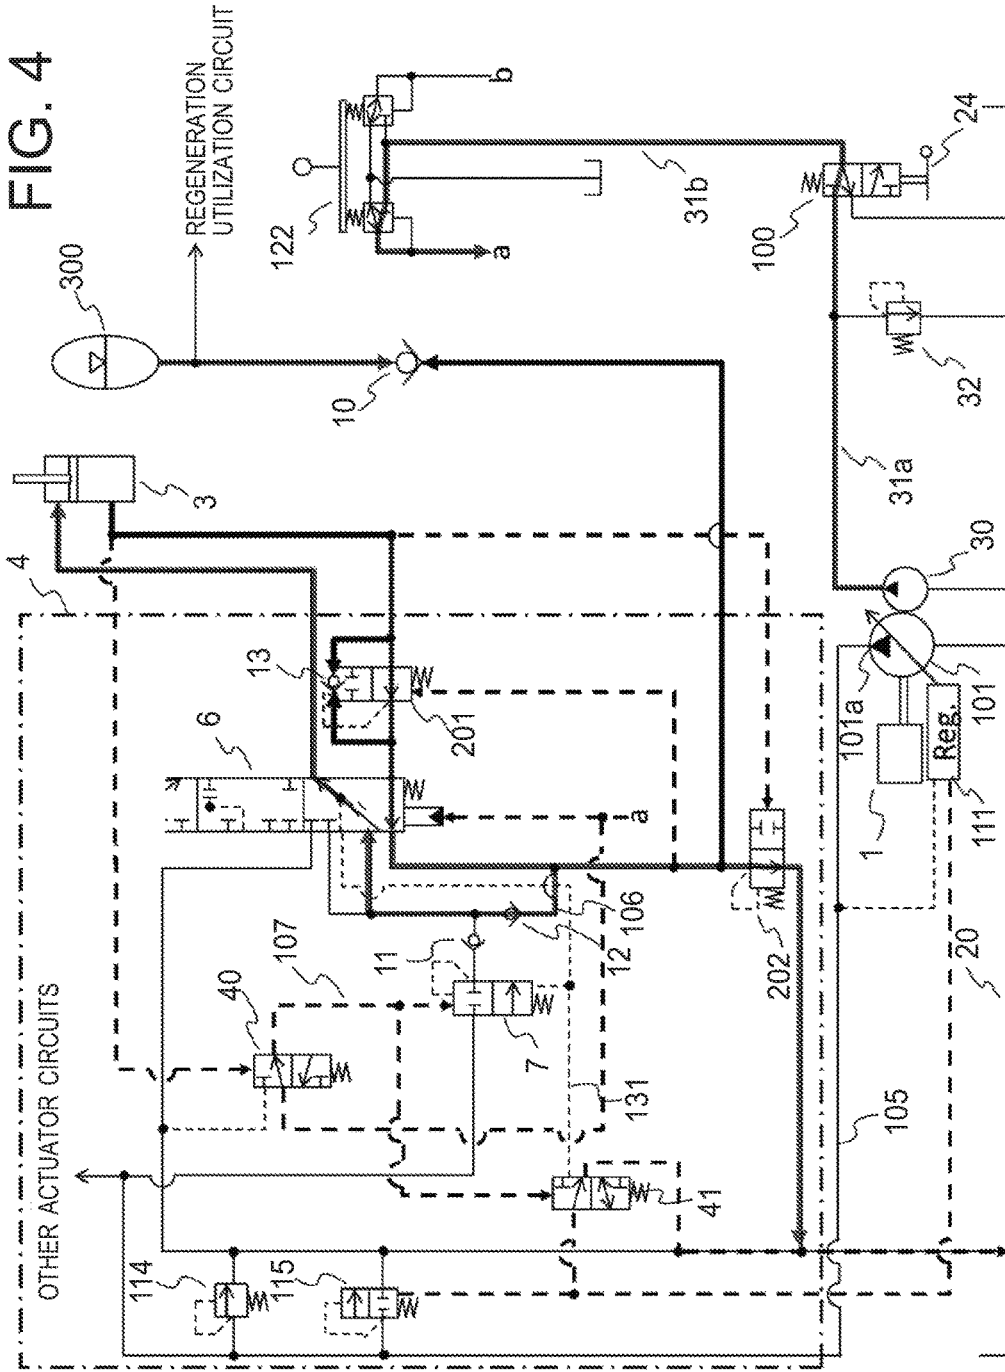 FIG. 4
REGENERATION
UTILIZATION CIRCUIT
300
122
b
a
10
31b
100
24
32
31a
30
3
4
13
201
6
101a
101
Reg.
111
1
a
202
106
12
11
107
40
7
131
41
20
105
OTHER ACTUATOR CIRCUITS
114
115